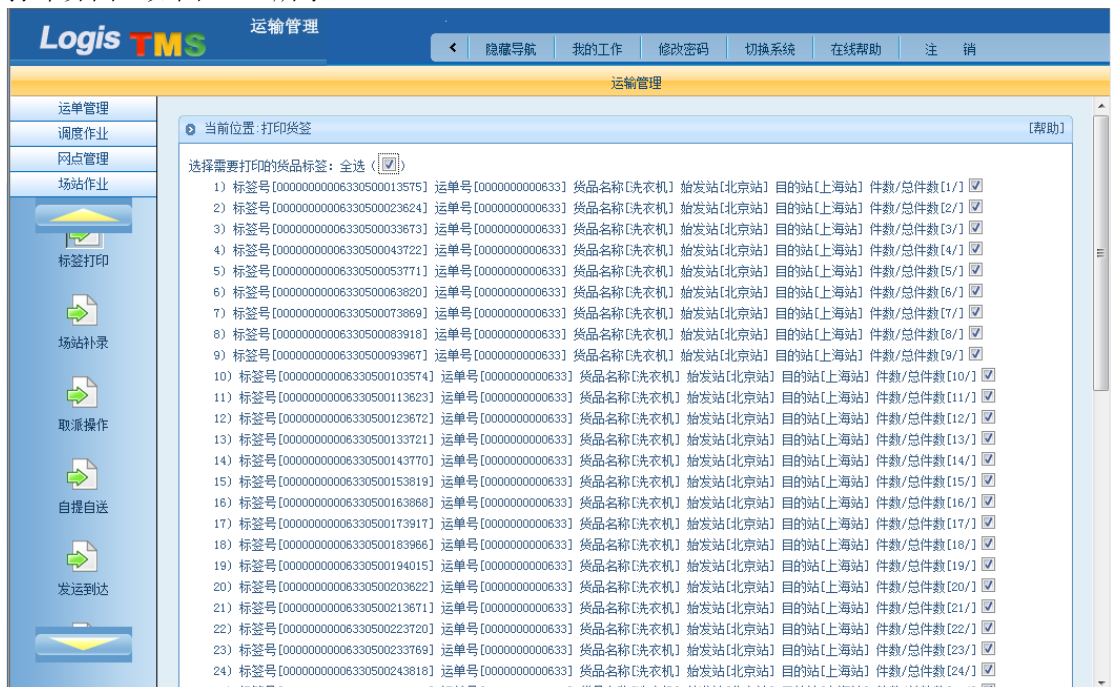 Logis TMS
运输管理
隐藏导航 我的工作 修改密码 切换系统 在线帮助 注 销
运输管理
运单管理
调度作业
网点管理
场站作业
标签打印
场站补录
取派操作
自提自送
发运到达
当前位置:打印货签 [帮助]
选择需要打印的货品标签: 全选 ( )
1) 标签号[00000000006330500013575] 运单号[0000000000633] 货品名称[洗衣机] 始发站[北京站] 目的站[上海站] 件数/总件数[1/]
2) 标签号[00000000006330500023624] 运单号[0000000000633] 货品名称[洗衣机] 始发站[北京站] 目的站[上海站] 件数/总件数[2/]
3) 标签号[00000000006330500033673] 运单号[0000000000633] 货品名称[洗衣机] 始发站[北京站] 目的站[上海站] 件数/总件数[3/]
4) 标签号[00000000006330500043722] 运单号[0000000000633] 货品名称[洗衣机] 始发站[北京站] 目的站[上海站] 件数/总件数[4/]
5) 标签号[00000000006330500053771] 运单号[0000000000633] 货品名称[洗衣机] 始发站[北京站] 目的站[上海站] 件数/总件数[5/]
6) 标签号[00000000006330500063820] 运单号[0000000000633] 货品名称[洗衣机] 始发站[北京站] 目的站[上海站] 件数/总件数[6/]
7) 标签号[00000000006330500073869] 运单号[0000000000633] 货品名称[洗衣机] 始发站[北京站] 目的站[上海站] 件数/总件数[7/]
8) 标签号[00000000006330500083918] 运单号[0000000000633] 货品名称[洗衣机] 始发站[北京站] 目的站[上海站] 件数/总件数[8/]
9) 标签号[00000000006330500093967] 运单号[0000000000633] 货品名称[洗衣机] 始发站[北京站] 目的站[上海站] 件数/总件数[9/]
10) 标签号[00000000006330500103574] 运单号[0000000000633] 货品名称[洗衣机] 始发站[北京站] 目的站[上海站] 件数/总件数[10/]
11) 标签号[00000000006330500113623] 运单号[0000000000633] 货品名称[洗衣机] 始发站[北京站] 目的站[上海站] 件数/总件数[11/]
12) 标签号[00000000006330500123672] 运单号[0000000000633] 货品名称[洗衣机] 始发站[北京站] 目的站[上海站] 件数/总件数[12/]
13) 标签号[00000000006330500133721] 运单号[0000000000633] 货品名称[洗衣机] 始发站[北京站] 目的站[上海站] 件数/总件数[13/]
14) 标签号[00000000006330500143770] 运单号[0000000000633] 货品名称[洗衣机] 始发站[北京站] 目的站[上海站] 件数/总件数[14/]
15) 标签号[00000000006330500153819] 运单号[0000000000633] 货品名称[洗衣机] 始发站[北京站] 目的站[上海站] 件数/总件数[15/]
16) 标签号[00000000006330500163868] 运单号[0000000000633] 货品名称[洗衣机] 始发站[北京站] 目的站[上海站] 件数/总件数[16/]
17) 标签号[00000000006330500173917] 运单号[0000000000633] 货品名称[洗衣机] 始发站[北京站] 目的站[上海站] 件数/总件数[17/]
18) 标签号[00000000006330500183966] 运单号[0000000000633] 货品名称[洗衣机] 始发站[北京站] 目的站[上海站] 件数/总件数[18/]
19) 标签号[00000000006330500194015] 运单号[0000000000633] 货品名称[洗衣机] 始发站[北京站] 目的站[上海站] 件数/总件数[19/]
20) 标签号[00000000006330500203622] 运单号[0000000000633] 货品名称[洗衣机] 始发站[北京站] 目的站[上海站] 件数/总件数[20/]
21) 标签号[00000000006330500213671] 运单号[0000000000633] 货品名称[洗衣机] 始发站[北京站] 目的站[上海站] 件数/总件数[21/]
22) 标签号[00000000006330500223720] 运单号[0000000000633] 货品名称[洗衣机] 始发站[北京站] 目的站[上海站] 件数/总件数[22/]
23) 标签号[00000000006330500233769] 运单号[0000000000633] 货品名称[洗衣机] 始发站[北京站] 目的站[上海站] 件数/总件数[23/]
24) 标签号[00000000006330500243818] 运单号[0000000000633] 货品名称[洗衣机] 始发站[北京站] 目的站[上海站] 件数/总件数[24/]